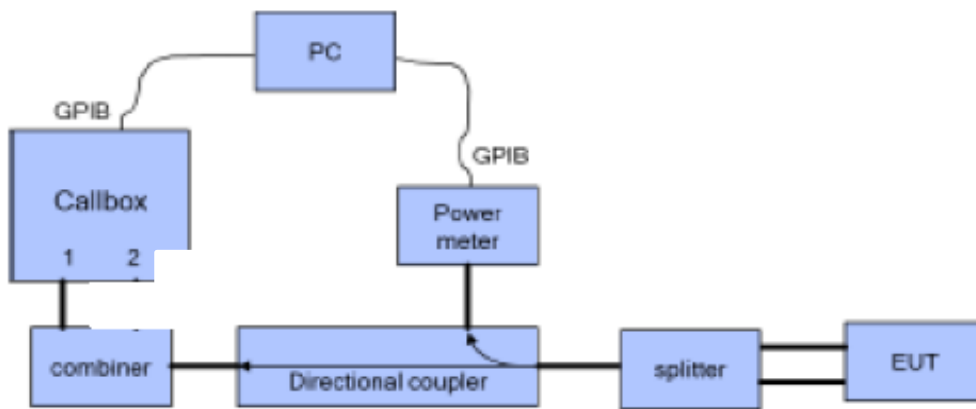 PC
GPIB
GPIB
Callbox
1 2
Power
meter
combiner
Directional coupler
splitter
EUT